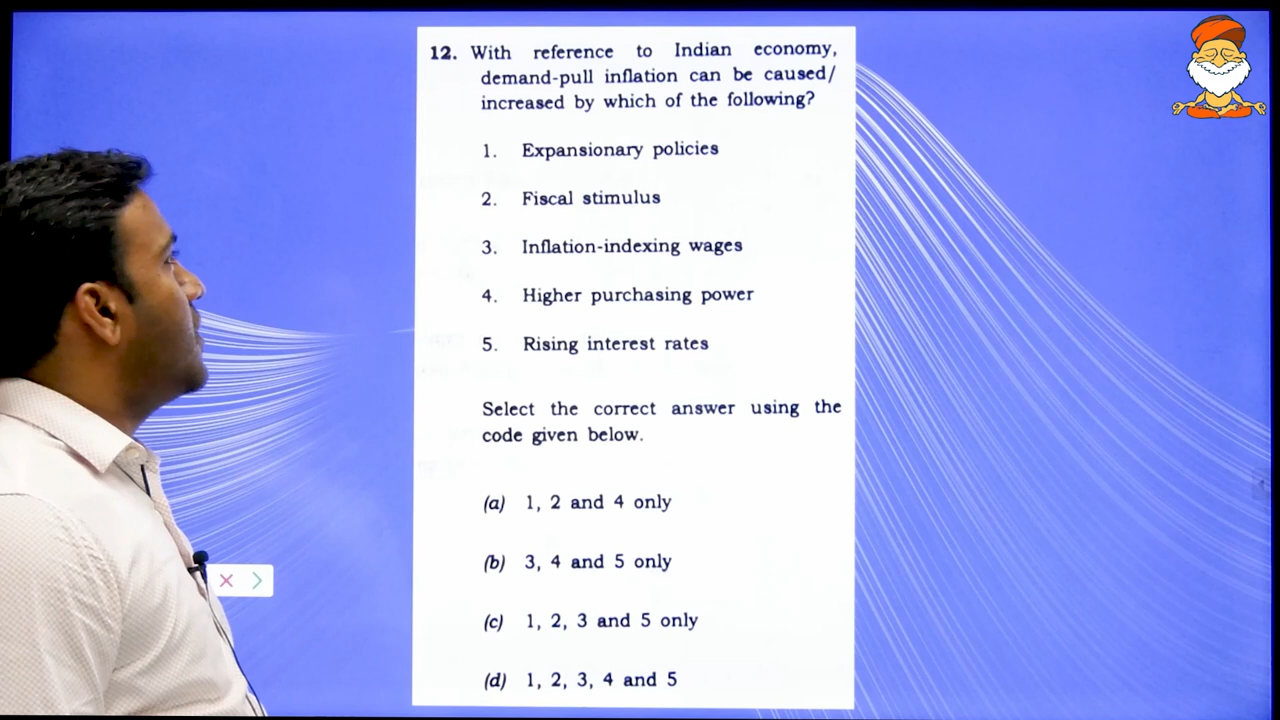 12. With reference to Indian economy,
demand-pull inflation can be caused/
increased by which of the following?
1. Expansionary policies
2. Fiscal stimulus
3. Inflation-indexing wages
4. Higher purchasing power
5. Rising interest rates
Select the correct answer using the
code given below.
(a) 1, 2 and 4 only
(b) 3, 4 and 5 only
(c) 1, 2, 3 and 5 only
(d) 1, 2, 3, 4 and 5